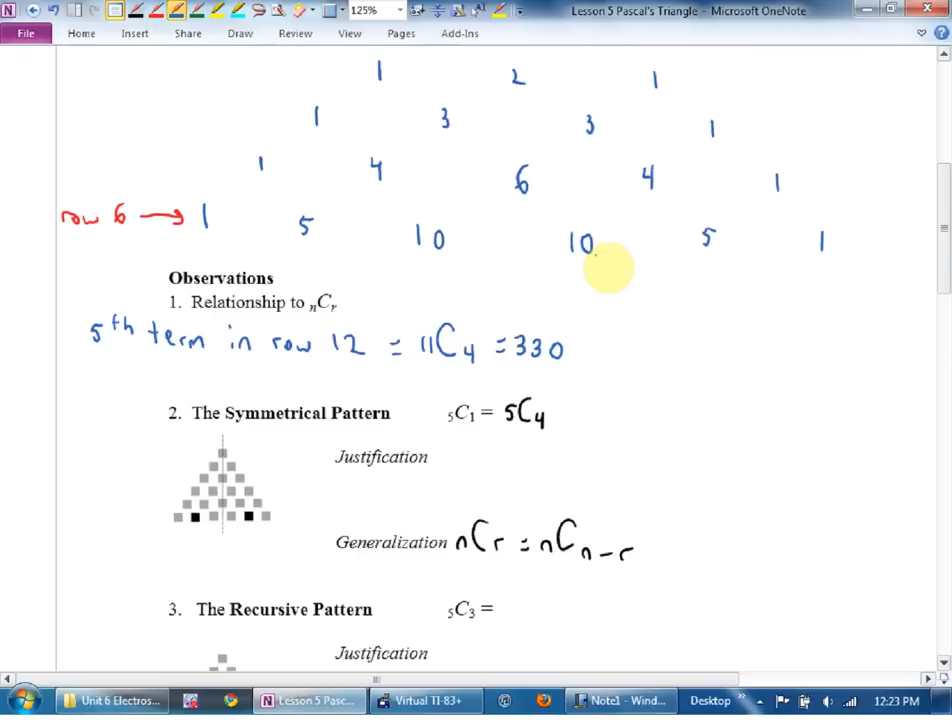 125%
Lesson 5 Pascal's Triangle - Microsoft OneNote
File Home Insert Share Draw Review View Pages Add-Ins
1 2 1
1 3 3 1
1 4 6 4 1
row 6 → 1 5 10 10 5 1
Observations
1. Relationship to ₙCᵣ
5th term in row 12 = 11C₄ = 330
2. The Symmetrical Pattern ₅C₁ = 5C₄
Justification
Generalization nCr = nCn-r
3. The Recursive Pattern ₅C₃ =
Justification
Unit 6 Electros... Lesson 5 Pascal's... Virtual TI-83+ Note1 - Wind... Desktop 12:23 PM